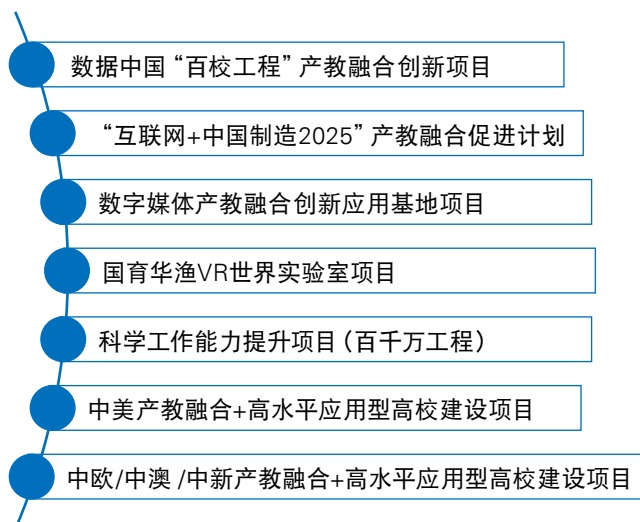 数据中国“百校工程”产教融合创新项目
“互联网+中国制造2025”产教融合促进计划
数字媒体产教融合创新应用基地项目
国育华渔VR世界实验室项目
科学工作能力提升项目（百千万工程）
中美产教融合+高水平应用型高校建设项目
中欧/中澳 /中新产教融合+高水平应用型高校建设项目